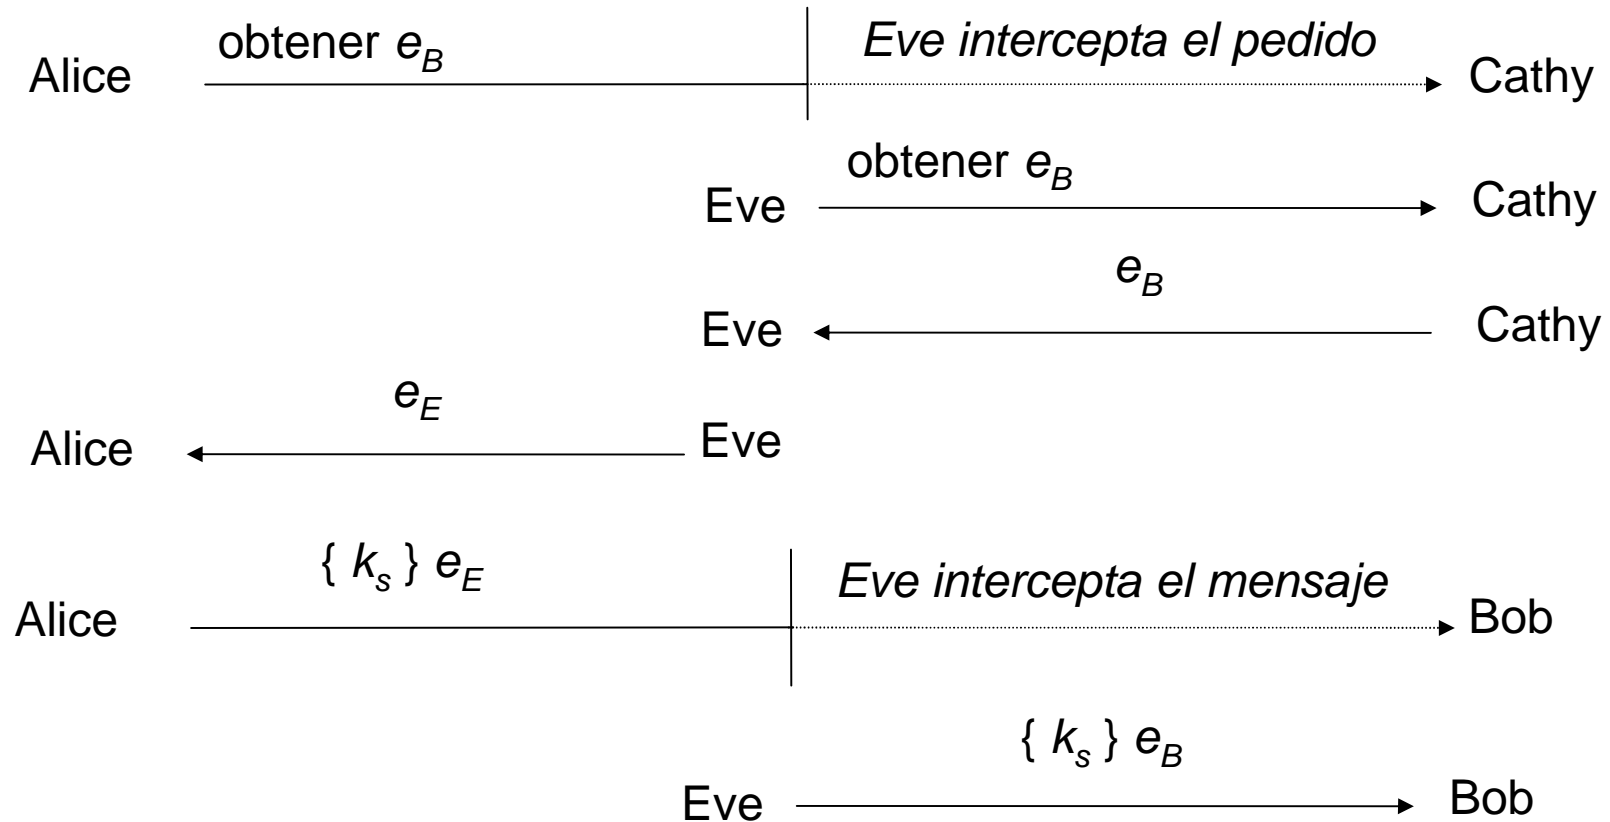 Alice obtener e_B Eve intercepta el pedido Cathy
Eve obtener e_B Cathy
Eve e_B Cathy
Alice e_E Eve
Alice { k_s } e_E Eve intercepta el mensaje Bob
Eve { k_s } e_B Bob